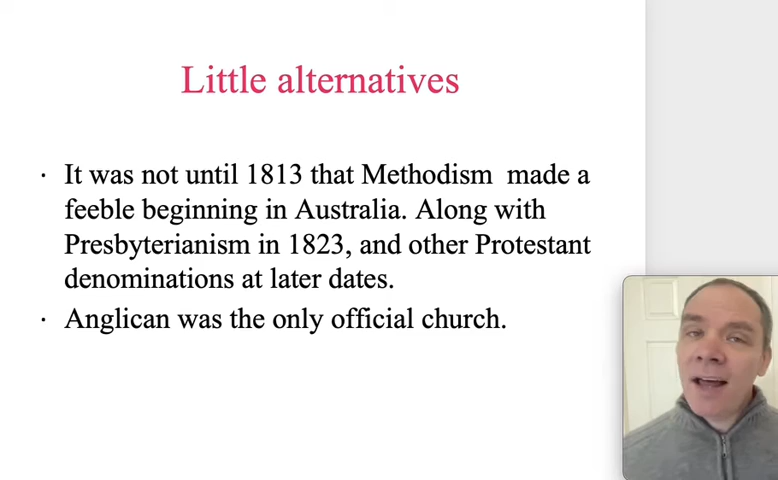 Little alternatives
· It was not until 1813 that Methodism made a
feeble beginning in Australia. Along with
Presbyterianism in 1823, and other Protestant
denominations at later dates.
· Anglican was the only official church.